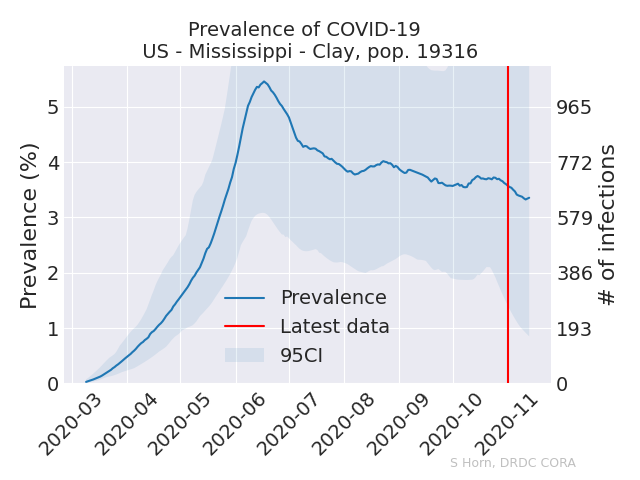 Prevalence of COVID-19
US - Mississippi - Clay, pop. 19316
Prevalence (%)
5
4
3
2
1
0
965
772
579
386
193
0
# of infections
Prevalence
Latest data
95CI
2020-03
2020-04
2020-05
2020-06
2020-07
2020-08
2020-09
2020-10
2020-11
S Horn, DRDC CORA